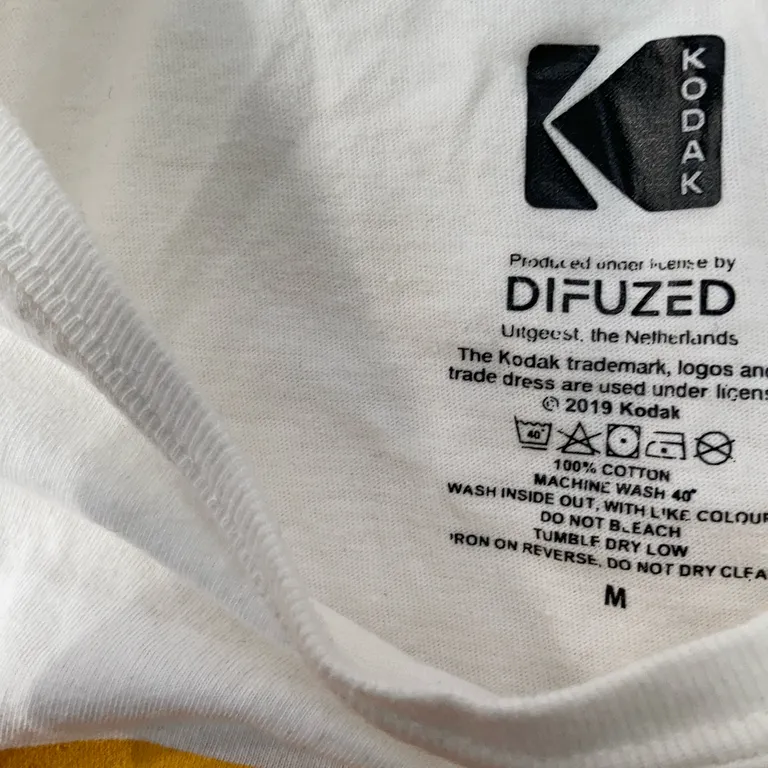 KODAK
Produced under license by
DIFUZED
Uitgeest, the Netherlands
The Kodak trademark, logos and
trade dress are used under licens
© 2019 Kodak
40°
100% COTTON
MACHINE WASH 40°
WASH INSIDE OUT, WITH LIKE COLOUR
DO NOT BLEACH
TUMBLE DRY LOW
IRON ON REVERSE, DO NOT DRY CLEA
M